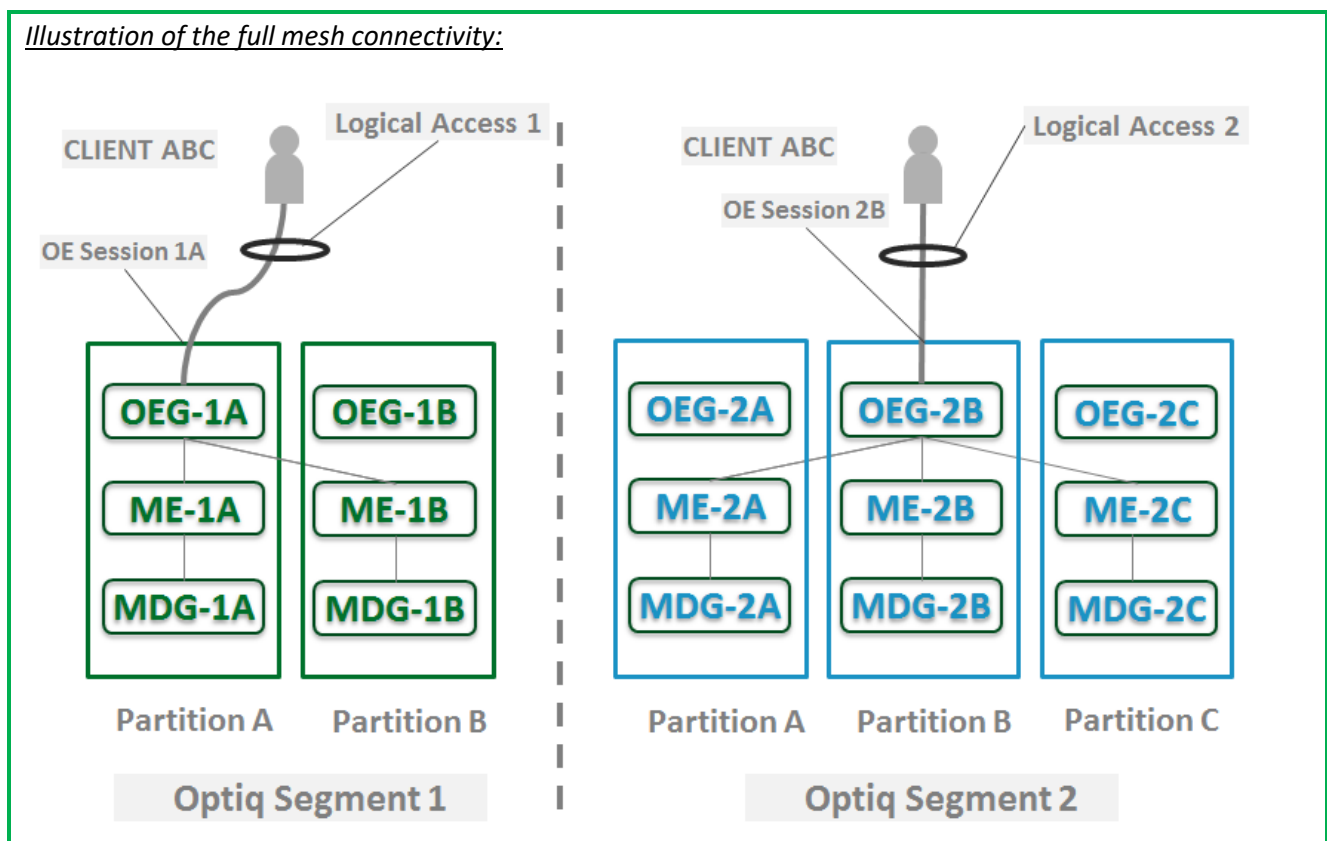 Illustration of the full mesh connectivity:
Logical Access 1
CLIENT ABC
OE Session 1A
OEG-1A
OEG-1B
ME-1A
ME-1B
MDG-1A
MDG-1B
Partition A
Partition B
Optiq Segment 1
Logical Access 2
CLIENT ABC
OE Session 2B
OEG-2A
OEG-2B
OEG-2C
ME-2A
ME-2B
ME-2C
MDG-2A
MDG-2B
MDG-2C
Partition A
Partition B
Partition C
Optiq Segment 2